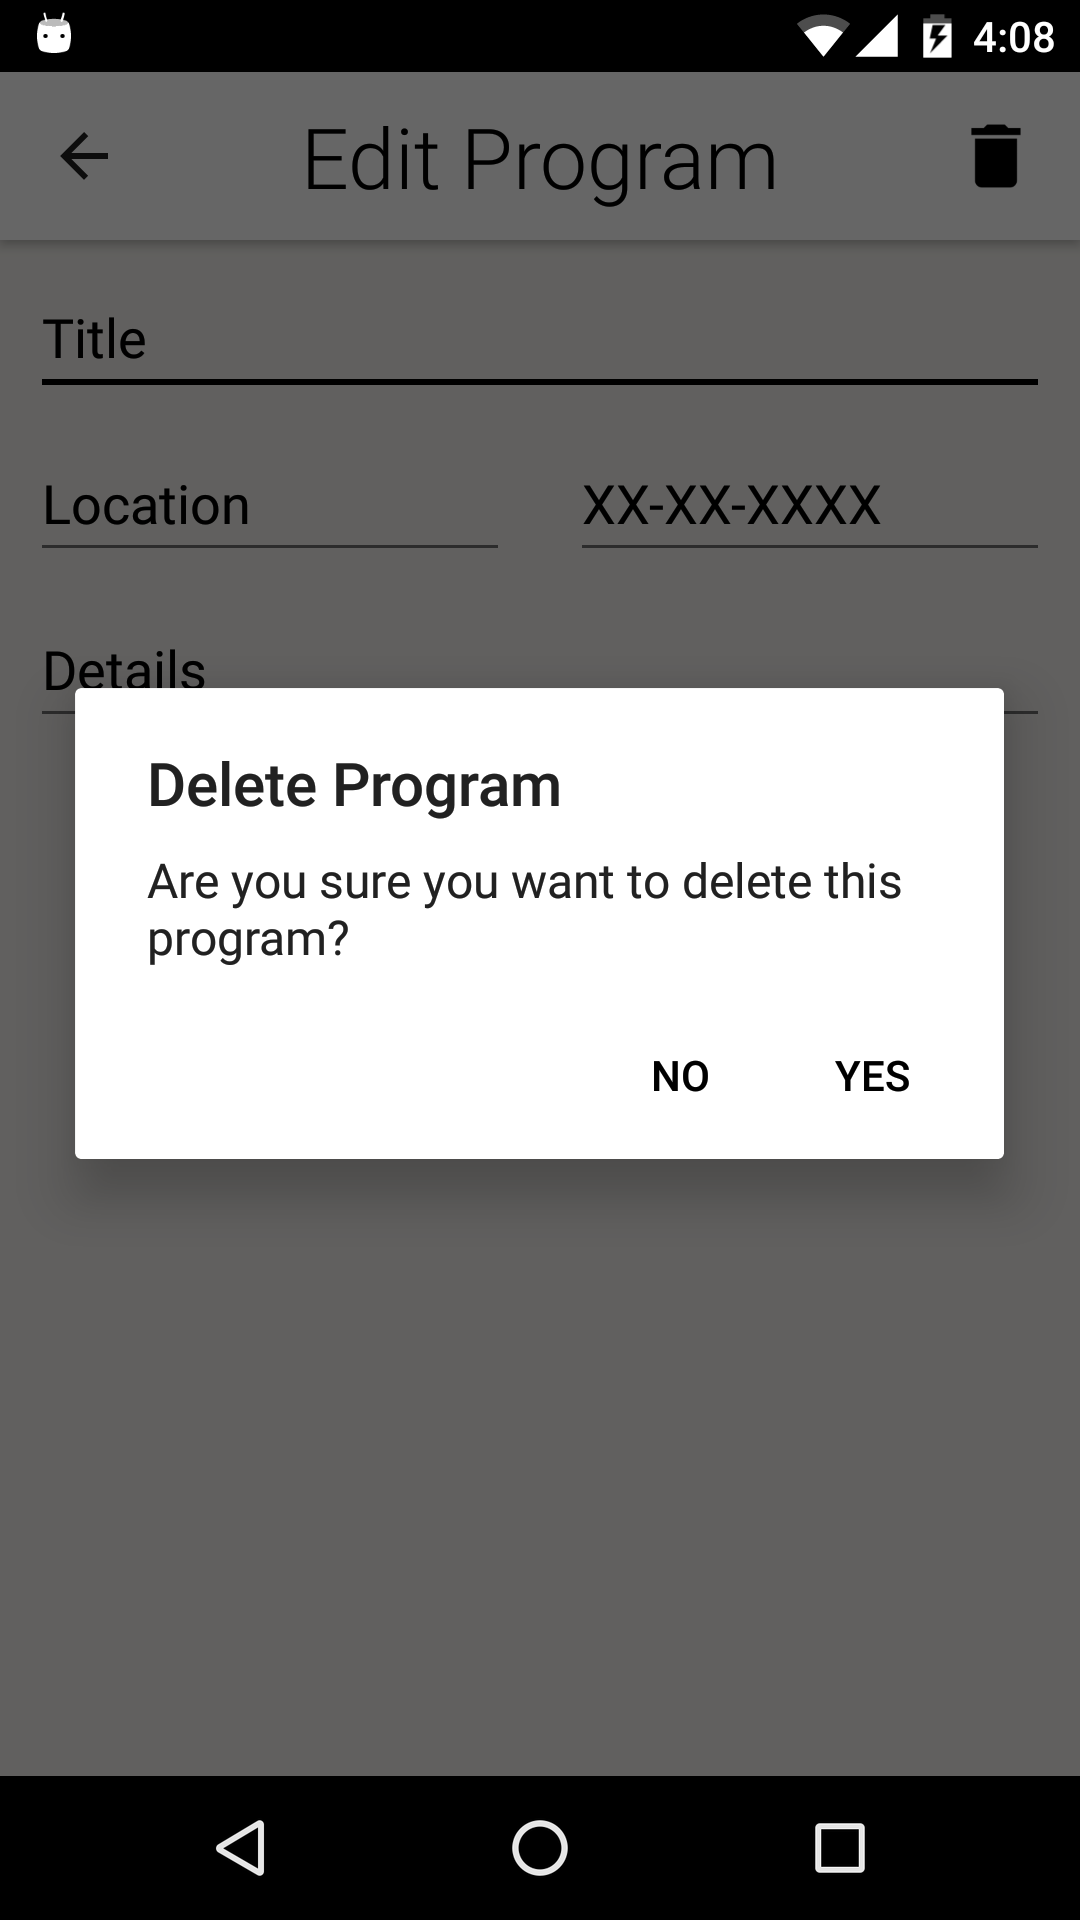 4:08
Edit Program
Title
Location XX-XX-XXXX
Details
Delete Program
Are you sure you want to delete this
program?
NO YES